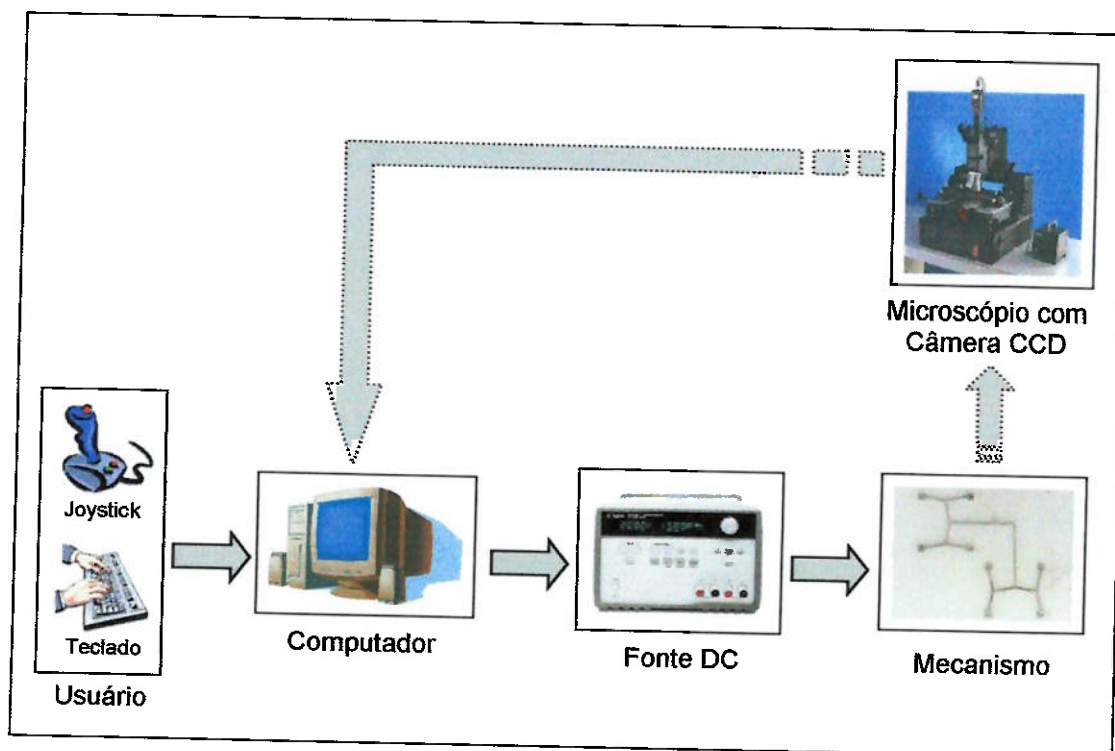 Microscópio com
Câmera CCD
Joystick
Teclado
Usuário
Computador
Fonte DC
Mecanismo